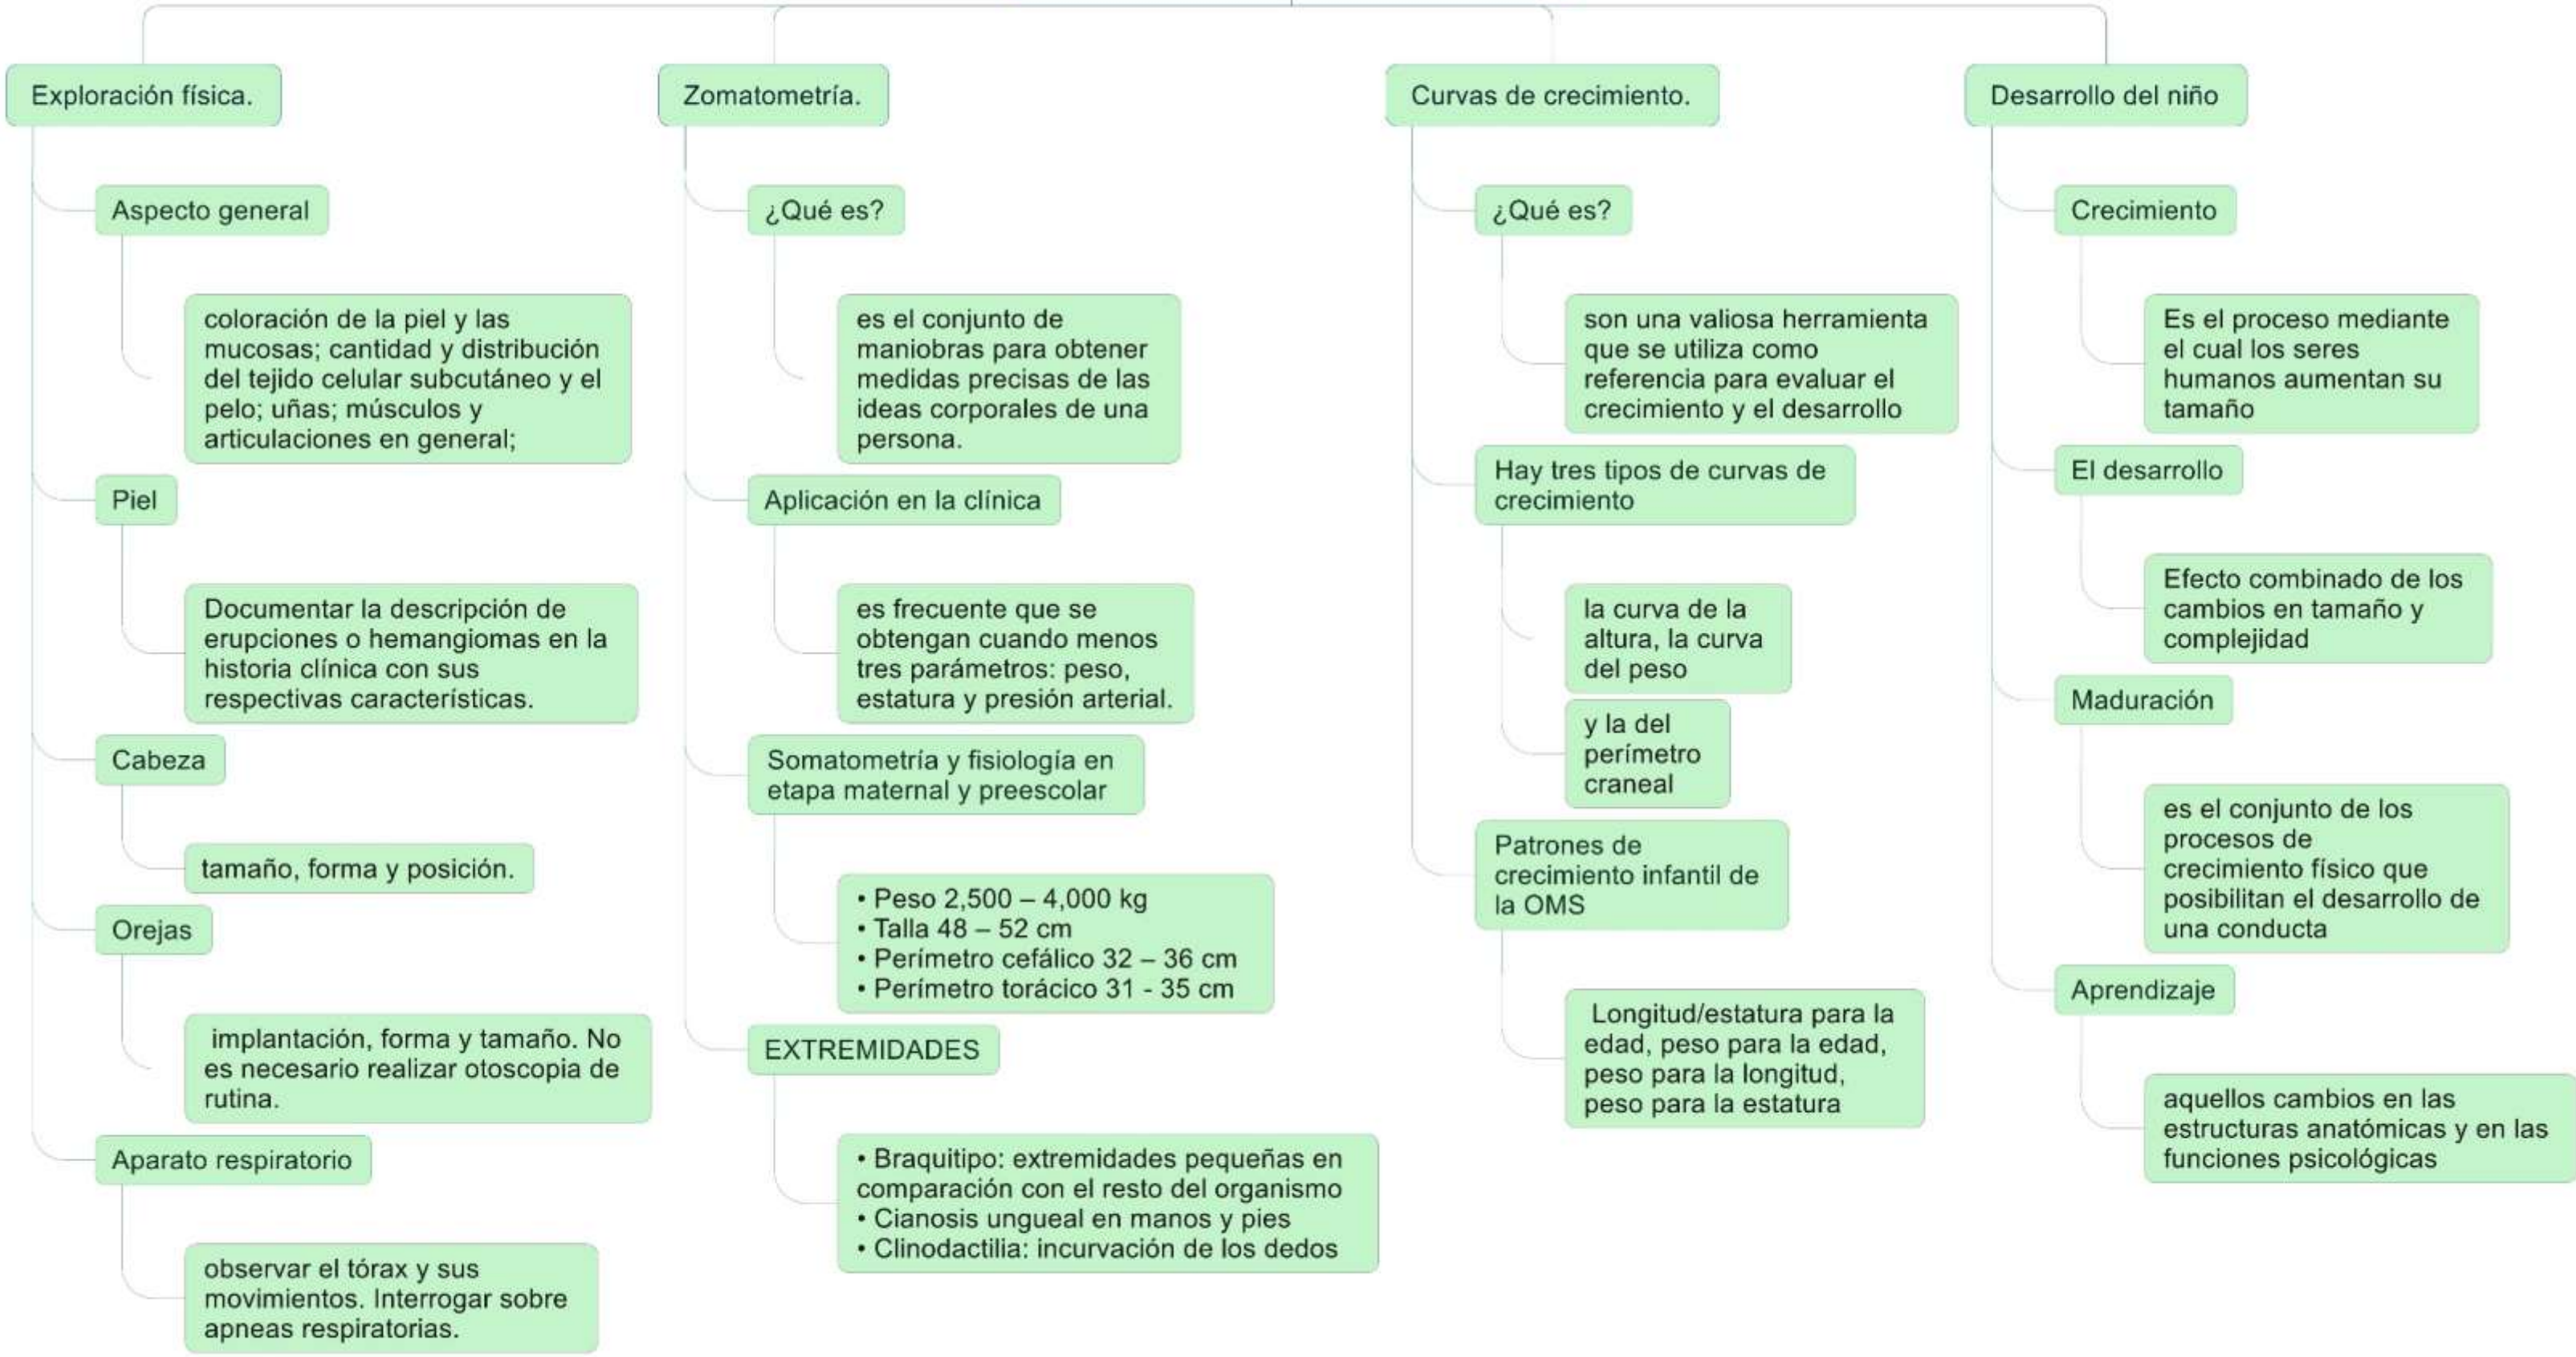 Exploración física.
Aspecto general
coloración de la piel y las
mucosas; cantidad y distribución
del tejido celular subcutáneo y el
pelo; uñas; músculos y
articulaciones en general;
Piel
Documentar la descripción de
erupciones o hemangiomas en la
historia clínica con sus
respectivas características.
Cabeza
tamaño, forma y posición.
Orejas
implantación, forma y tamaño. No
es necesario realizar otoscopia de
rutina.
Aparato respiratorio
observar el tórax y sus
movimientos. Interrogar sobre
apneas respiratorias.
Zomatometría.
¿Qué es?
es el conjunto de
maniobras para obtener
medidas precisas de las
ideas corporales de una
persona.
Aplicación en la clínica
es frecuente que se
obtengan cuando menos
tres parámetros: peso,
estatura y presión arterial.
Somatometría y fisiología en
etapa maternal y preescolar
• Peso 2,500 – 4,000 kg
• Talla 48 – 52 cm
• Perímetro cefálico 32 – 36 cm
• Perímetro torácico 31 - 35 cm
EXTREMIDADES
• Braquitipo: extremidades pequeñas en
comparación con el resto del organismo
• Cianosis ungueal en manos y pies
• Clinodactilia: incurvación de los dedos
Curvas de crecimiento.
¿Qué es?
son una valiosa herramienta
que se utiliza como
referencia para evaluar el
crecimiento y el desarrollo
Hay tres tipos de curvas de
crecimiento
la curva de la
altura, la curva
del peso
y la del
perímetro
craneal
Patrones de
crecimiento infantil de
la OMS
Longitud/estatura para la
edad, peso para la edad,
peso para la longitud,
peso para la estatura
Desarrollo del niño
Crecimiento
Es el proceso mediante
el cual los seres
humanos aumentan su
tamaño
El desarrollo
Efecto combinado de los
cambios en tamaño y
complejidad
Maduración
es el conjunto de los
procesos de
crecimiento físico que
posibilitan el desarrollo de
una conducta
Aprendizaje
aquellos cambios en las
estructuras anatómicas y en las
funciones psicológicas